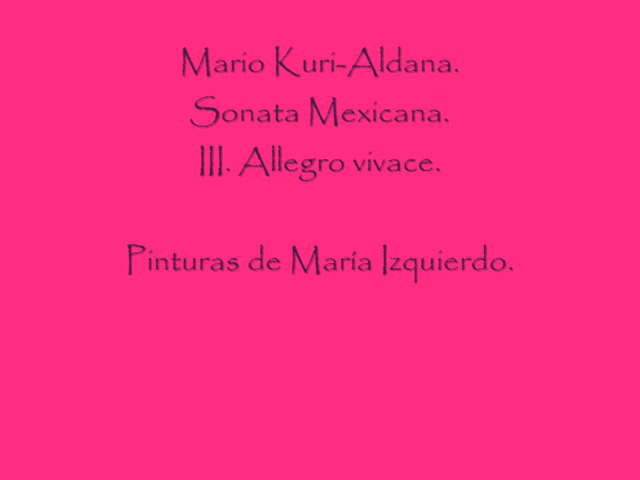 Mario Kuri-Aldana.
Sonata Mexicana.
III. Allegro vivace.
Pinturas de María Izquierdo.